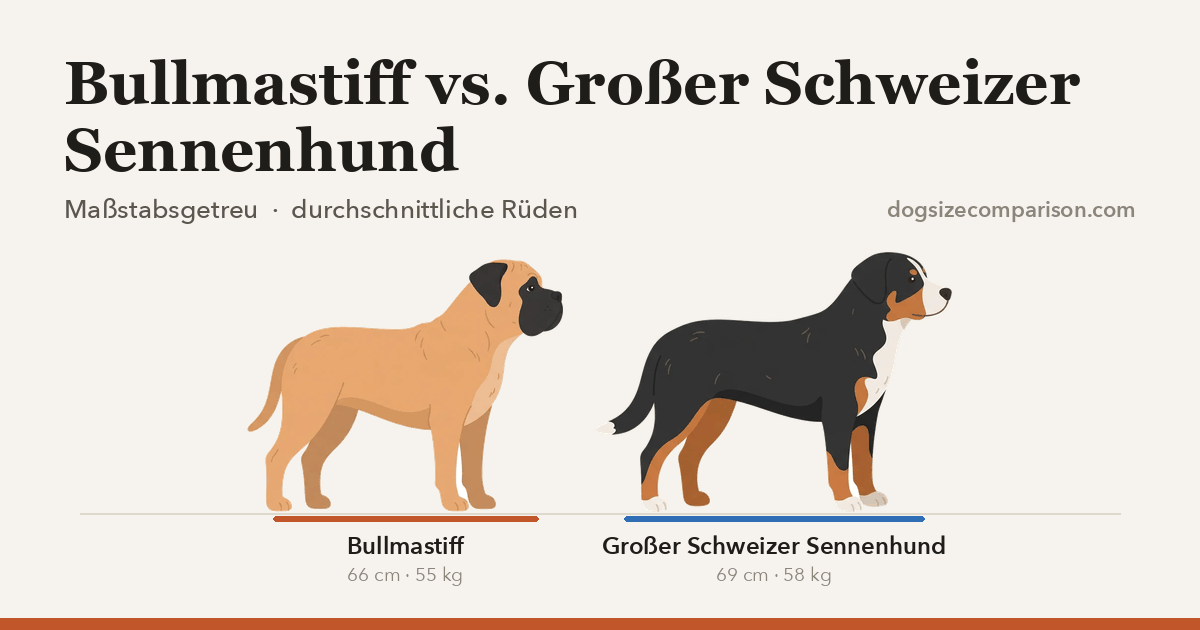 Bullmastiff vs. Großer Schweizer
Sennenhund
Maßstabsgetreu · durchschnittliche Rüden
dogsizecomparison.com
Bullmastiff
66 cm · 55 kg
Großer Schweizer Sennenhund
69 cm · 58 kg